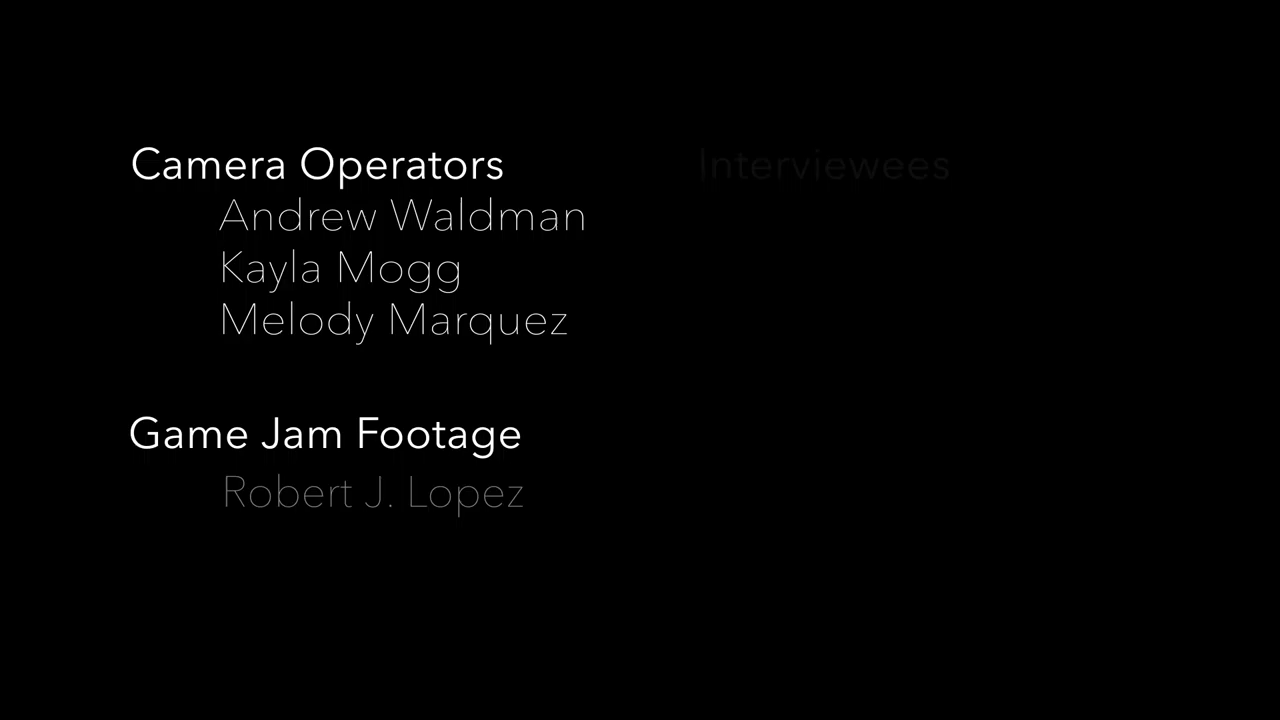 Camera Operators
Andrew Waldman
Kayla Mogg
Melody Marquez
Game Jam Footage
Robert J. Lopez
Interviewees